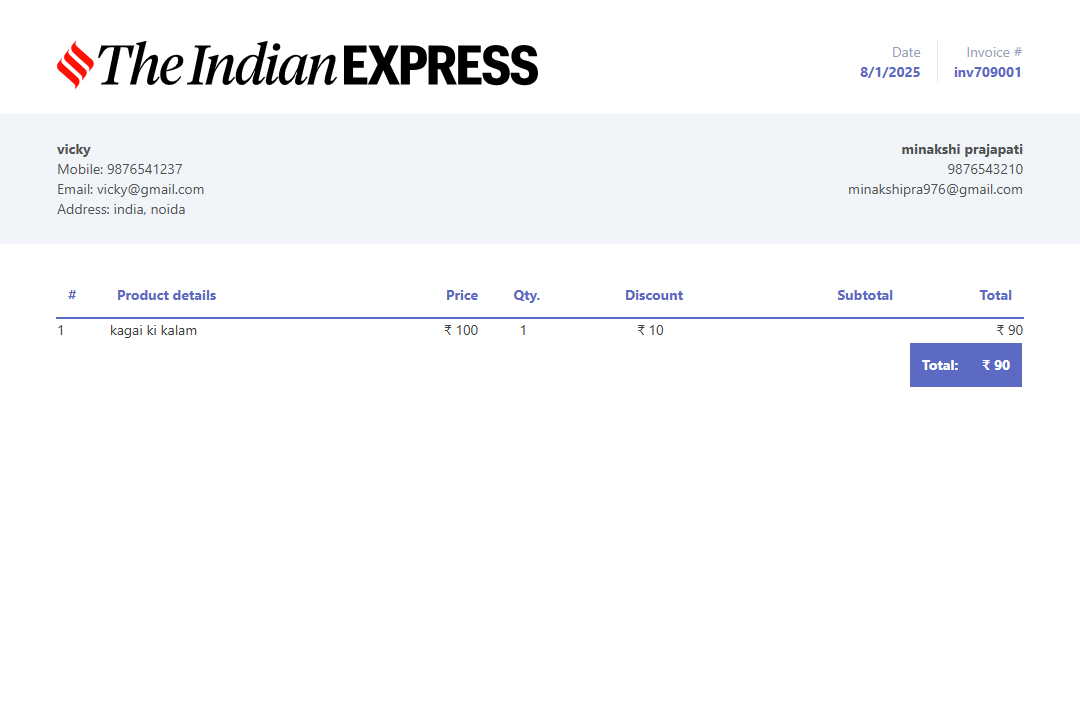 The Indian EXPRESS
Date Invoice #
8/1/2025 inv709001
vicky
Mobile: 9876541237
Email: vicky@gmail.com
Address: india, noida
minakshi prajapati
9876543210
minakshipra976@gmail.com
# Product details Price Qty. Discount Subtotal Total
1 kagai ki kalam ₹ 100 1 ₹ 10 ₹ 90
Total: ₹ 90